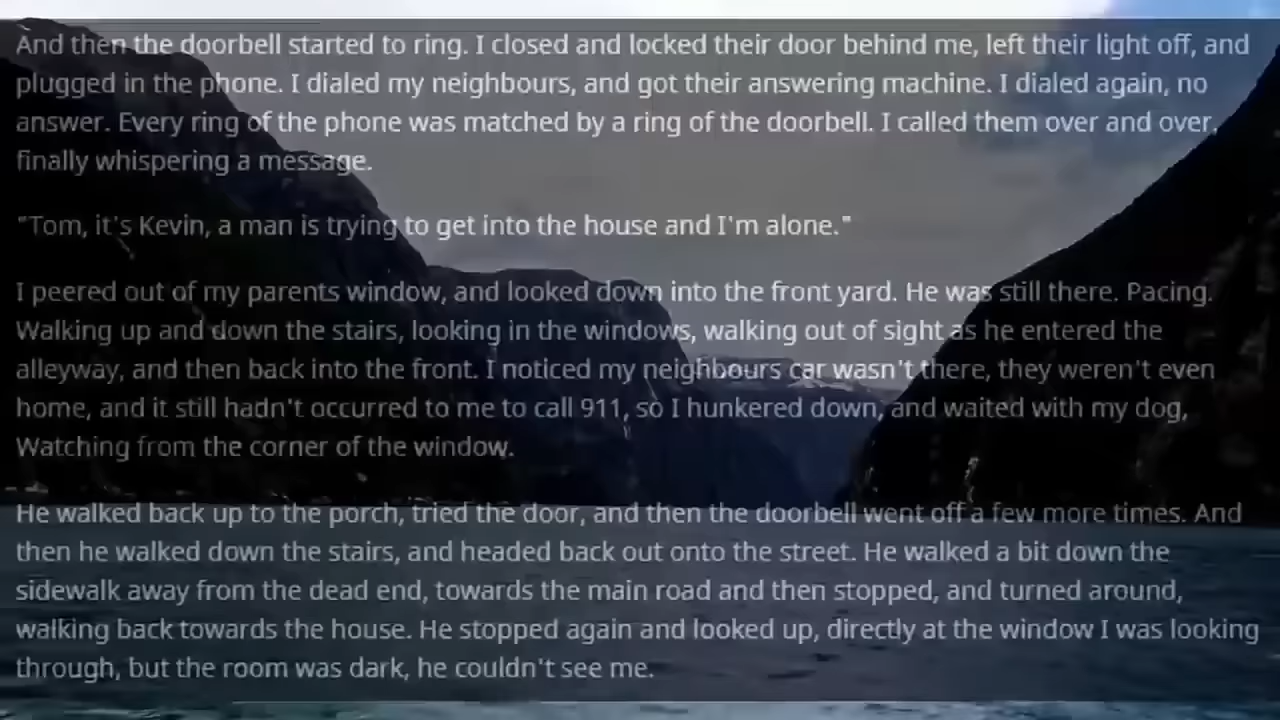 And then the doorbell started to ring. I closed and locked their door behind me, left their light off, and
plugged in the phone. I dialed my neighbours, and got their answering machine. I dialed again, no
answer. Every ring of the phone was matched by a ring of the doorbell. I called them over and over,
finally whispering a message.
"Tom, it's Kevin, a man is trying to get into the house and I'm alone."
I peered out of my parents window, and looked down into the front yard. He was still there. Pacing.
Walking up and down the stairs, looking in the windows, walking out of sight as he entered the
alleyway, and then back into the front. I noticed my neighbours car wasn't there, they weren't even
home, and it still hadn't occurred to me to call 911, so I hunkered down, and waited with my dog,
Watching from the corner of the window.
He walked back up to the porch, tried the door, and then the doorbell went off a few more times. And
then he walked down the stairs, and headed back out onto the street. He walked a bit down the
sidewalk away from the dead end, towards the main road and then stopped, and turned around,
walking back towards the house. He stopped again and looked up, directly at the window I was looking
through, but the room was dark, he couldn't see me.